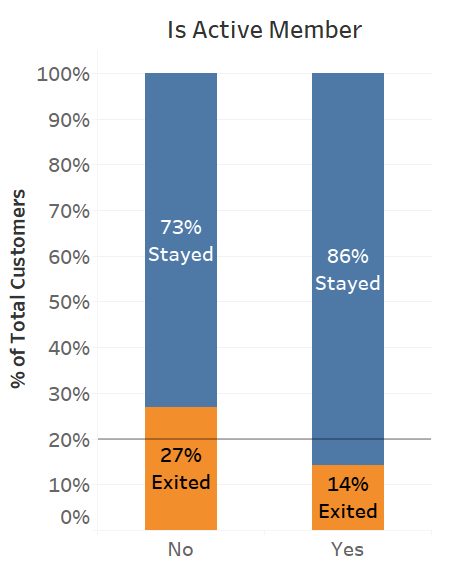 Is Active Member
% of Total Customers
100%
90%
80%
70%
60%
50%
40%
30%
20%
10%
0%
73%
Stayed
27%
Exited
86%
Stayed
14%
Exited
No
Yes